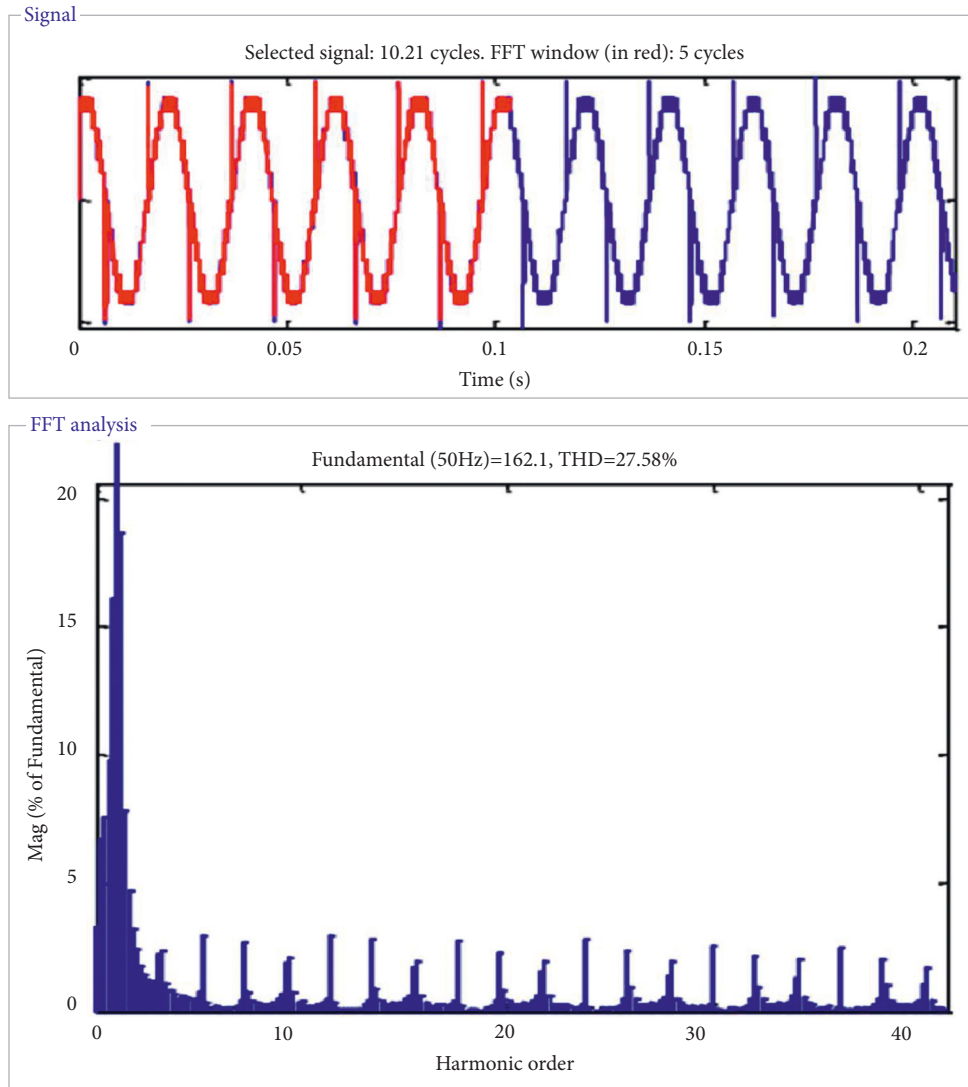 Signal
Selected signal: 10.21 cycles. FFT window (in red): 5 cycles
0 0.05 0.1 0.15 0.2
Time (s)
FFT analysis
Fundamental (50Hz)=162.1, THD=27.58%
Mag (% of Fundamental)
20
15
10
5
0
0 10 20 30 40
Harmonic order